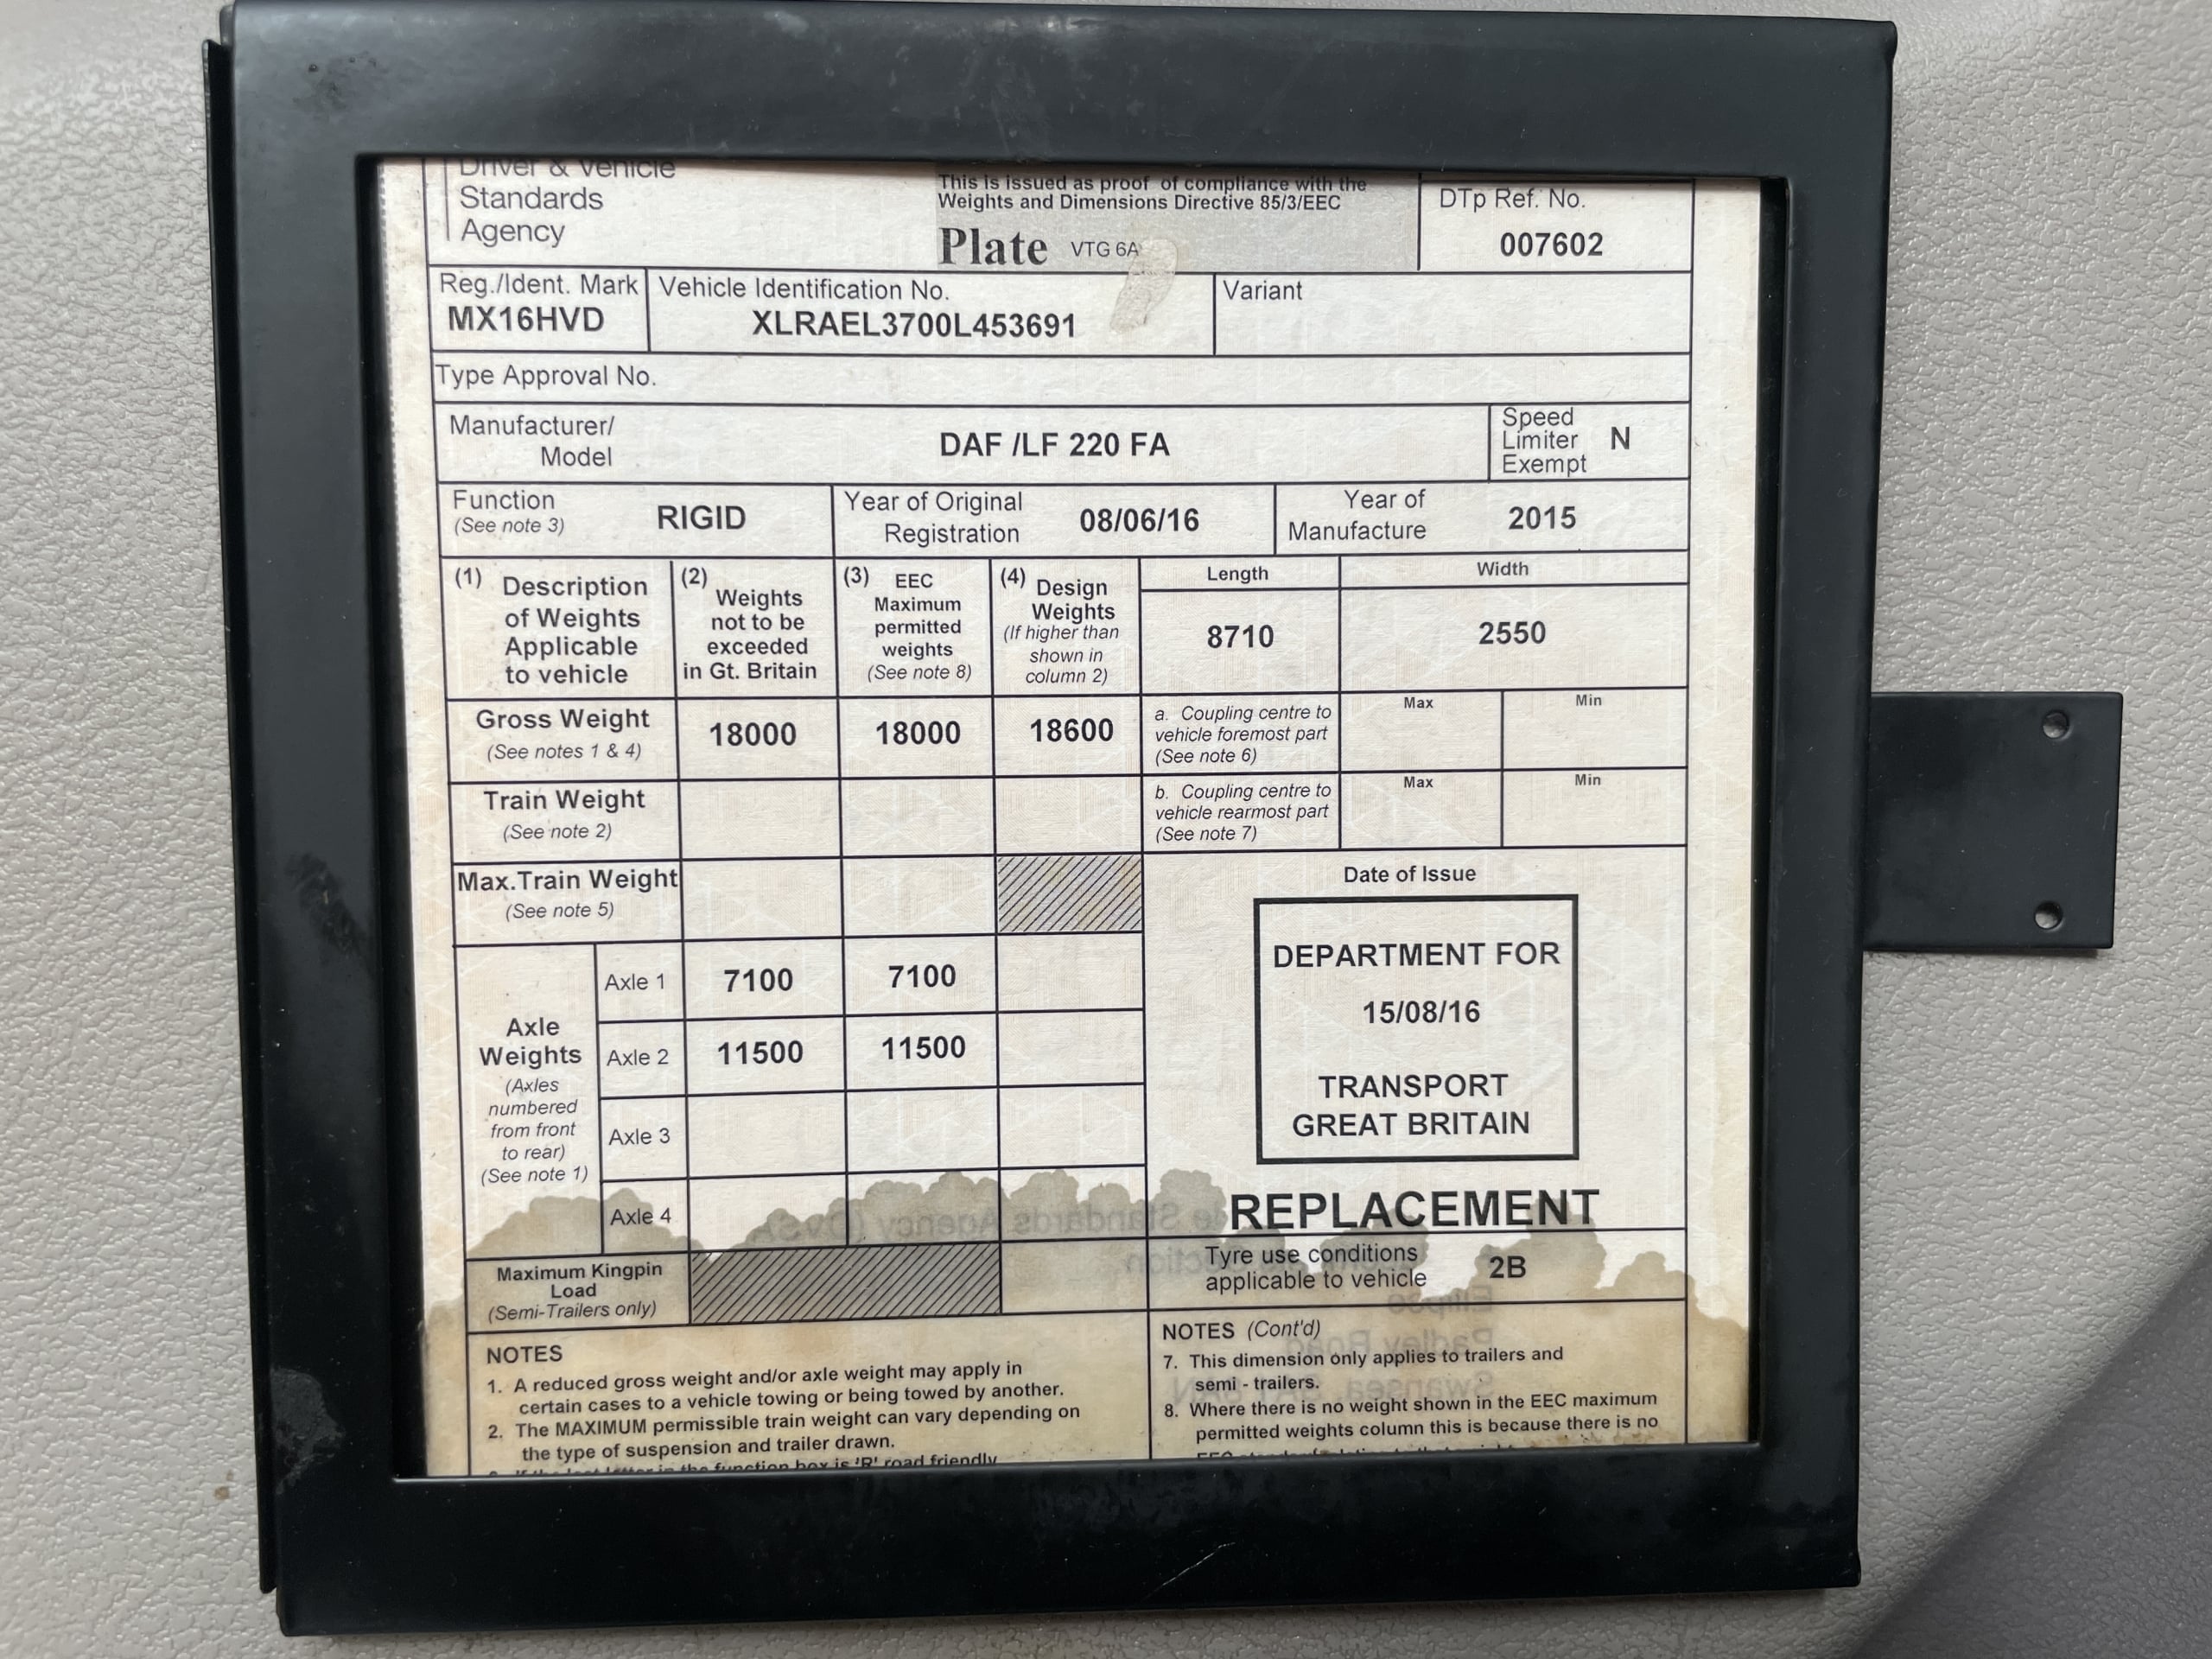 Driver & Vehicle
Standards
Agency
This is issued as proof of compliance with the
Weights and Dimensions Directive 85/3/EEC
Plate VTG 6A
DTp Ref. No.
007602
Reg./Ident. Mark
MX16HVD
Vehicle Identification No.
XLRAEL3700L453691
Variant
Type Approval No.
Manufacturer/
Model
DAF /LF 220 FA
Speed
Limiter
Exempt
N
Function
(See note 3)
RIGID
Year of Original
Registration
08/06/16
Year of
Manufacture
2015
(1) Description
of Weights
Applicable
to vehicle
(2)
Weights
not to be
exceeded
in Gt. Britain
(3) EEC
Maximum
permitted
weights
(See note 8)
(4) Design
Weights
(If higher than
shown in
column 2)
Length
8710
Width
2550
Gross Weight
(See notes 1 & 4)
18000
18000
18600
a. Coupling centre to
vehicle foremost part
(See note 6)
Max
Min
Train Weight
(See note 2)
b. Coupling centre to
vehicle rearmost part
(See note 7)
Max
Min
Max.Train Weight
(See note 5)
Axle
Weights
(Axles
numbered
from front
to rear)
(See note 1)
Axle 1
7100
7100
Axle 2
11500
11500
Axle 3
Axle 4
Date of Issue
DEPARTMENT FOR
15/08/16
TRANSPORT
GREAT BRITAIN
REPLACEMENT
Maximum Kingpin
Load
(Semi-Trailers only)
Tyre use conditions
applicable to vehicle
2B
NOTES
1. A reduced gross weight and/or axle weight may apply in
certain cases to a vehicle towing or being towed by another.
2. The MAXIMUM permissible train weight can vary depending on
the type of suspension and trailer drawn.
function box is 'R' road friendly
NOTES (Cont'd)
7. This dimension only applies to trailers and
semi - trailers.
8. Where there is no weight shown in the EEC maximum
permitted weights column this is because there is no